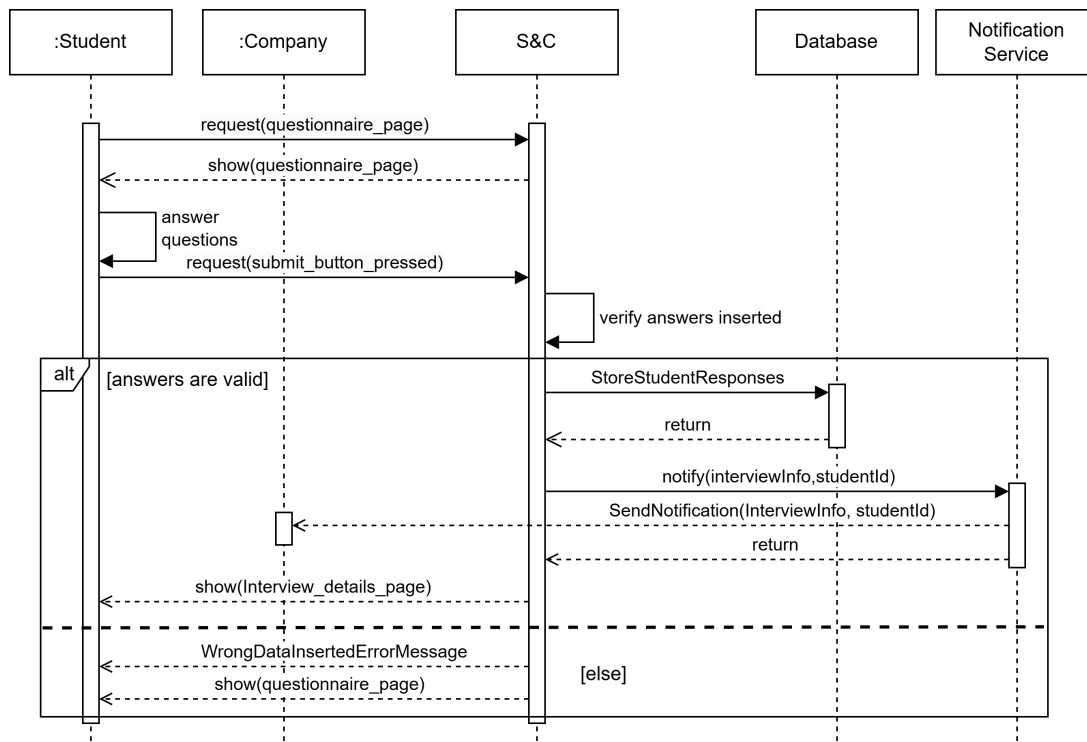 :Student
:Company
S&C
Database
Notification
Service
request(questionnaire_page)
show(questionnaire_page)
answer
questions
request(submit_button_pressed)
verify answers inserted
alt
[answers are valid]
StoreStudentResponses
return
notify(interviewInfo,studentId)
SendNotification(InterviewInfo, studentId)
return
show(Interview_details_page)
WrongDataInsertedErrorMessage
[else]
show(questionnaire_page)